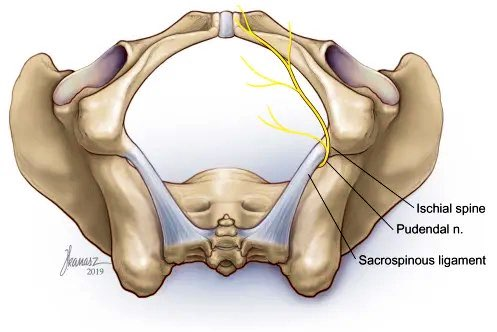 Ischial spine
Pudendal n.
Sacrospinous ligament
2019